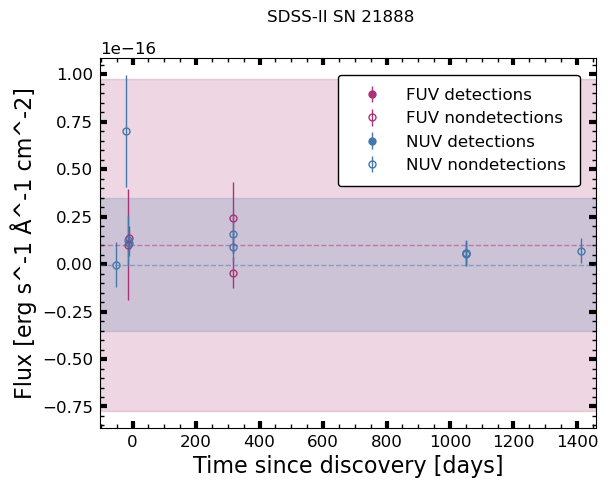 SDSS-II SN 21888
1e−16
1.00
0.75
0.50
0.25
0.00
−0.25
−0.50
−0.75
Flux [erg s^-1 Å^-1 cm^-2]
FUV detections
FUV nondetections
NUV detections
NUV nondetections
0 200 400 600 800 1000 1200 1400
Time since discovery [days]